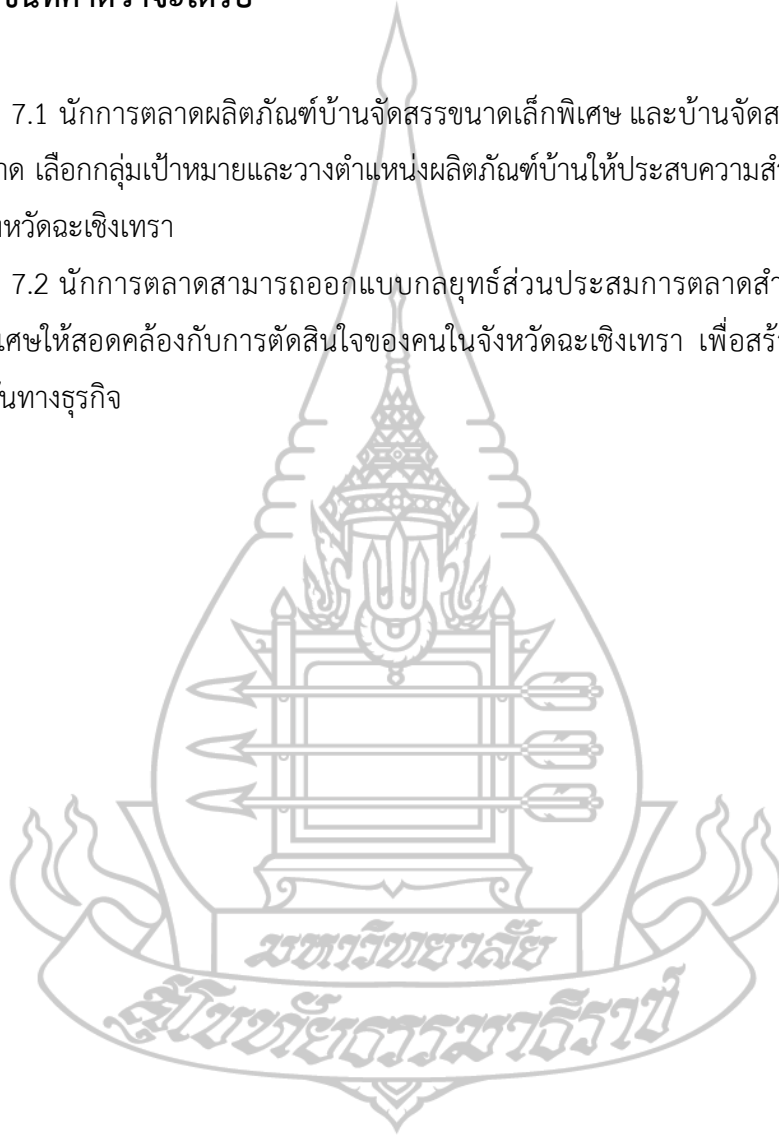 7.1 นักการตลาดผลิตภัณฑ์บ้านจัดสรรขนาดเล็กพิเศษ และบ้านจัดส
าด เลือกกลุ่มเป้าหมายและวางตำแหน่งผลิตภัณฑ์บ้านให้ประสบความสำ
งหวัดฉะเชิงเทรา
7.2 นักการตลาดสามารถออกแบบกลยุทธ์ส่วนประสมการตลาดสำ
เศษให้สอดคล้องกับการตัดสินใจของคนในจังหวัดฉะเชิงเทรา เพื่อสร้
ันทางธุรกิจ
มหาวิทยาลัย
สุโขทัยธรรมาธิราช